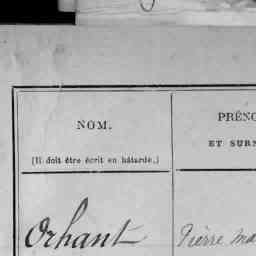 NOM.
(Il doit être écrit en bâtarde.)
PRÉNO
ET SURN
Orhant
Pierre ma